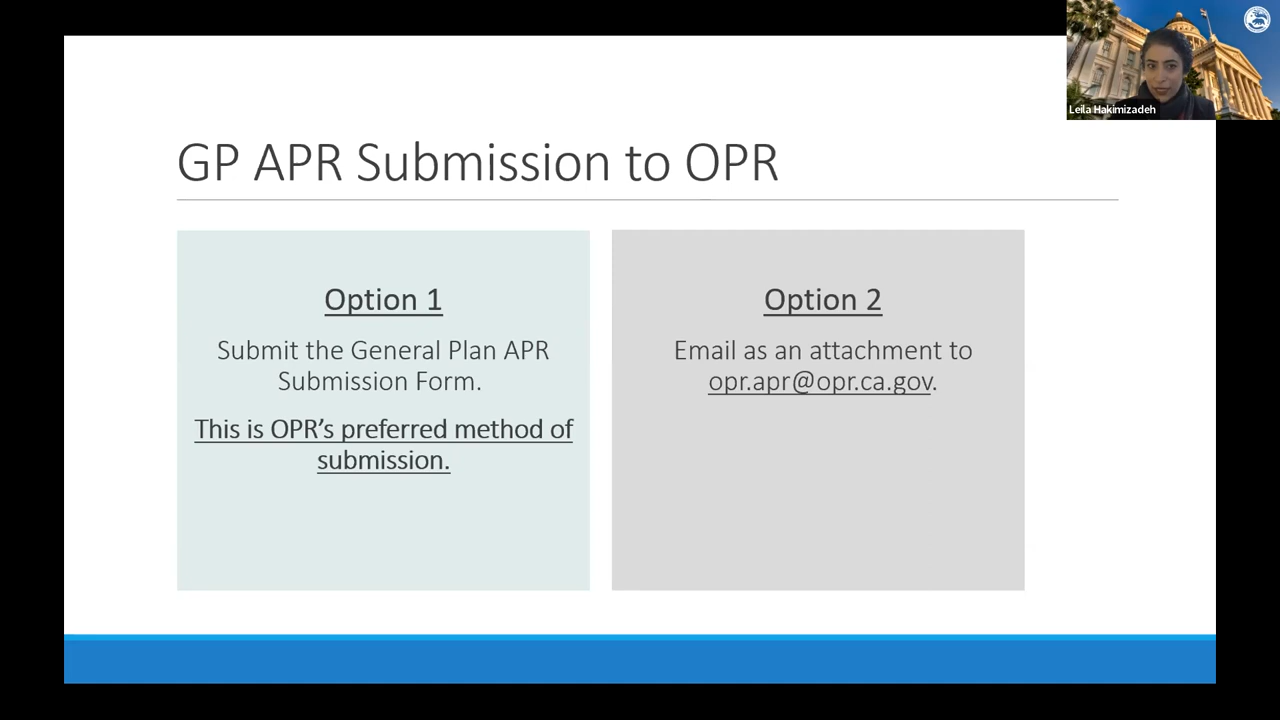 Leila Hakimizadeh
GP APR Submission to OPR
Option 1
Submit the General Plan APR
Submission Form.
This is OPR’s preferred method of
submission.
Option 2
Email as an attachment to
opr.apr@opr.ca.gov.